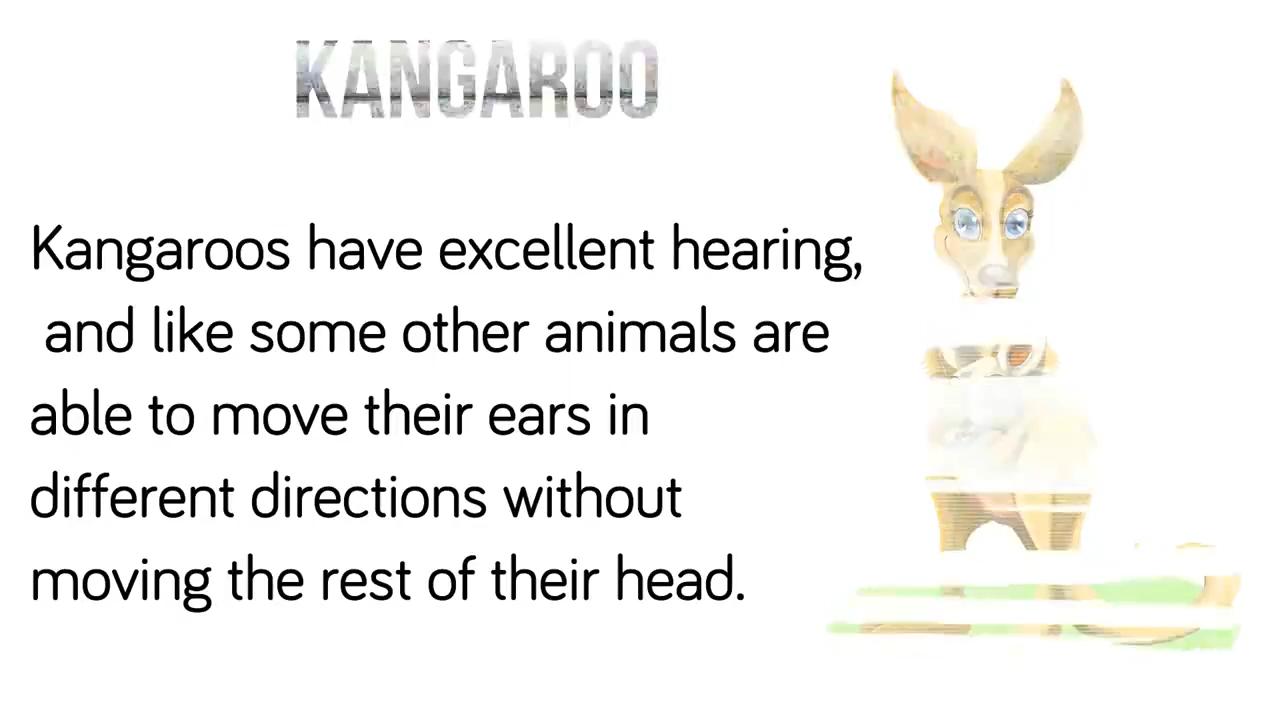 KANGAROO
Kangaroos have excellent hearing,
and like some other animals are
able to move their ears in
different directions without
moving the rest of their head.